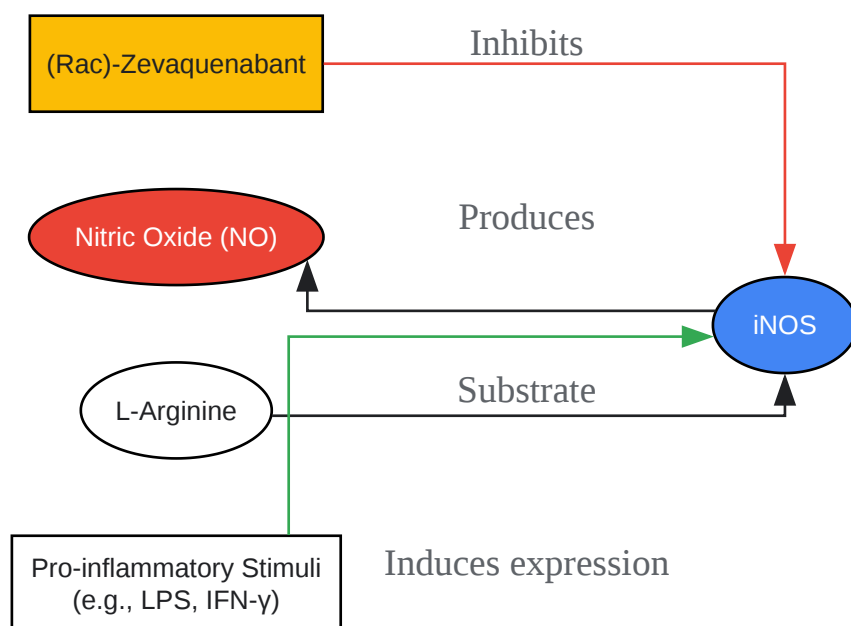 Inhibits
(Rac)-Zevaquenabant
Produces
Nitric Oxide (NO)
iNOS
Substrate
L-Arginine
Pro-inflammatory Stimuli
(e.g., LPS, IFN-γ)
Induces expression